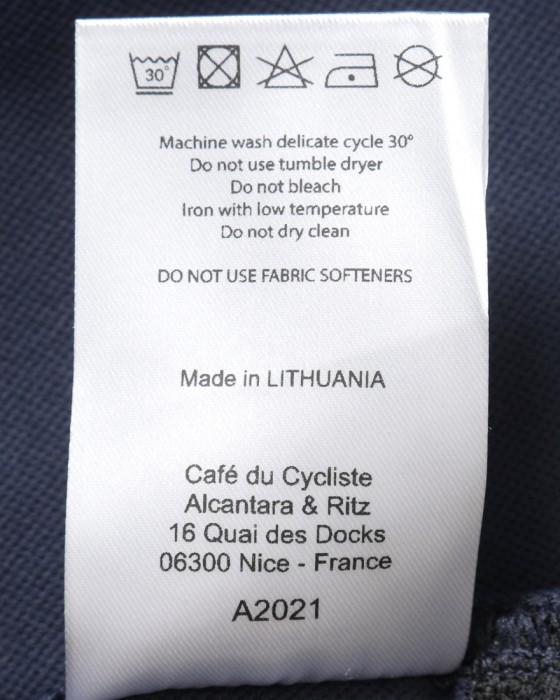 30°
Machine wash delicate cycle 30°
Do not use tumble dryer
Do not bleach
Iron with low temperature
Do not dry clean
DO NOT USE FABRIC SOFTENERS
Made in LITHUANIA
Café du Cycliste
Alcantara & Ritz
16 Quai des Docks
06300 Nice - France
A2021